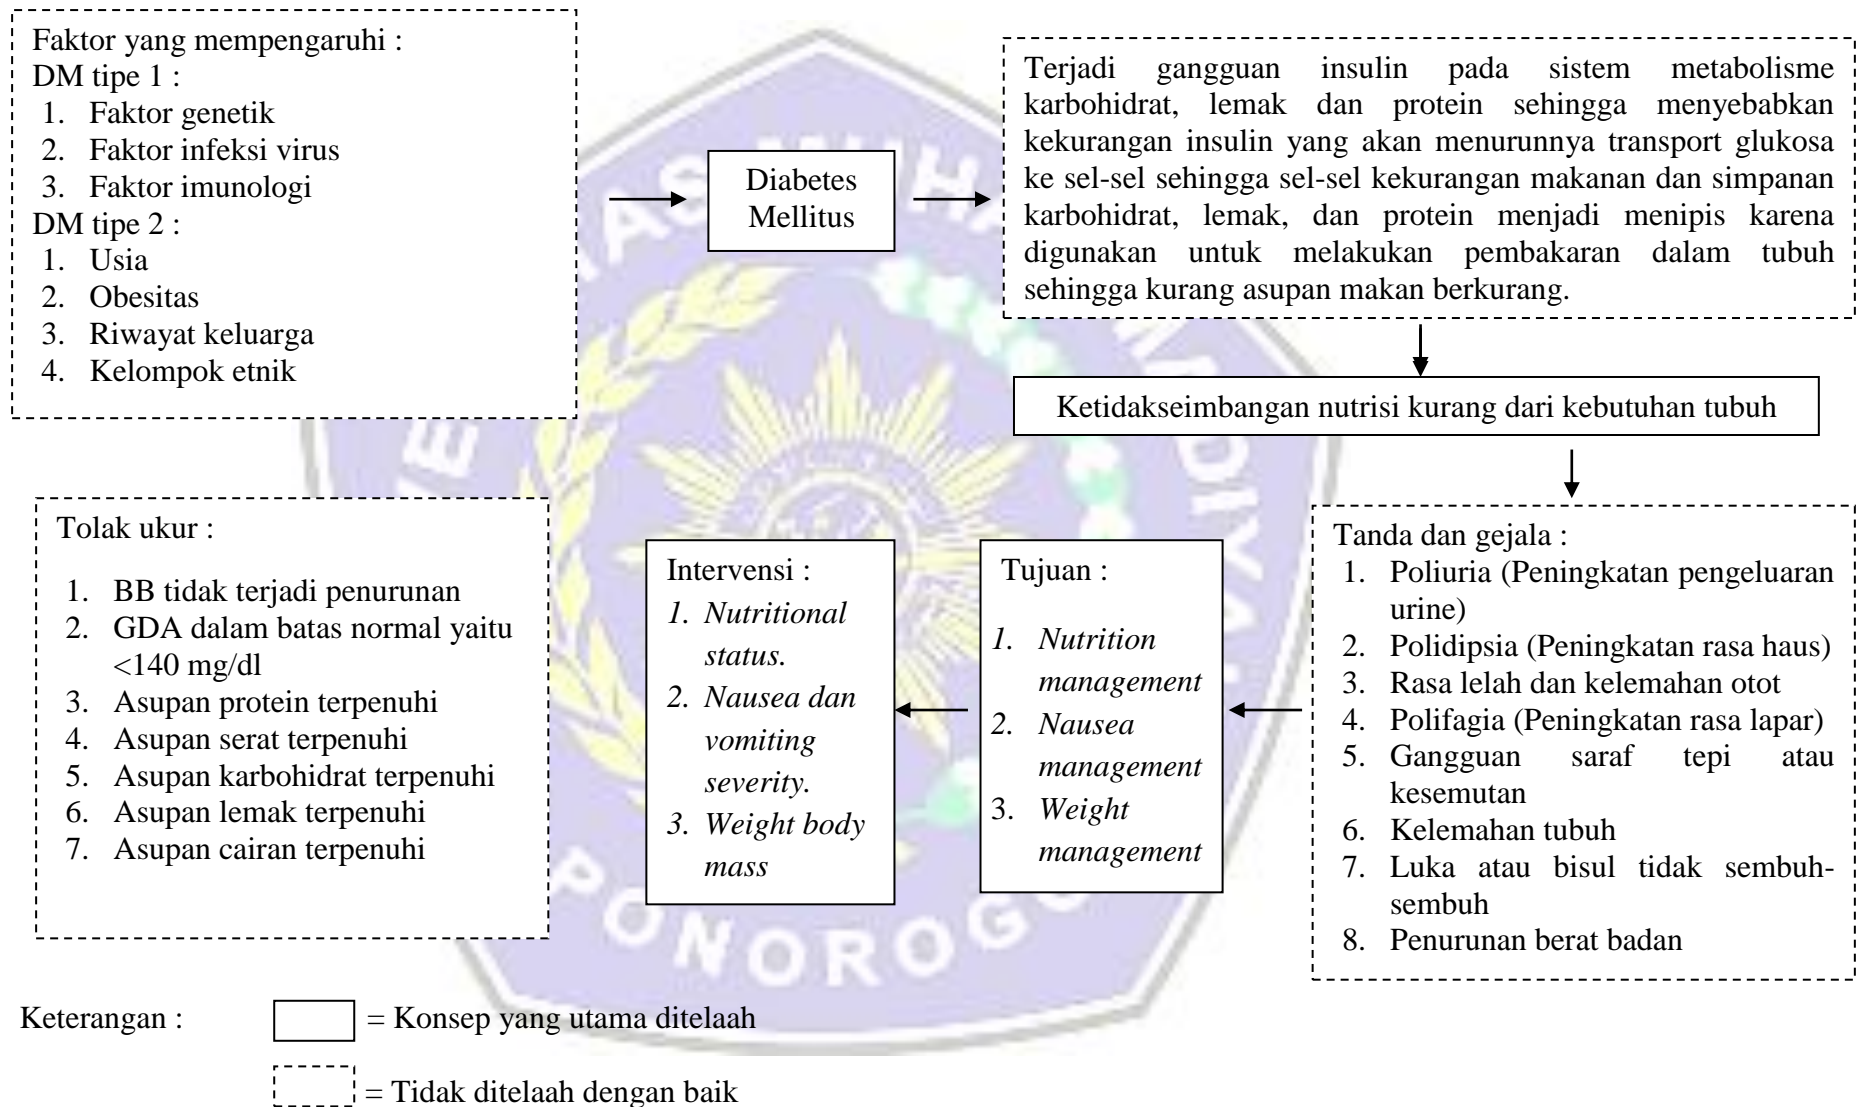 Faktor yang mempengaruhi :
DM tipe 1 :
1. Faktor genetik
2. Faktor infeksi virus
3. Faktor imunologi
DM tipe 2 :
1. Usia
2. Obesitas
3. Riwayat keluarga
4. Kelompok etnik
Diabetes
Mellitus
Terjadi gangguan insulin pada sistem metabolisme
karbohidrat, lemak dan protein sehingga menyebabkan
kekurangan insulin yang akan menurunnya transport glukosa
ke sel-sel sehingga sel-sel kekurangan makanan dan simpanan
karbohidrat, lemak, dan protein menjadi menipis karena
digunakan untuk melakukan pembakaran dalam tubuh
sehingga kurang asupan makan berkurang.
Ketidakseimbangan nutrisi kurang dari kebutuhan tubuh
Tanda dan gejala :
1. Poliuria (Peningkatan pengeluaran
urine)
2. Polidipsia (Peningkatan rasa haus)
3. Rasa lelah dan kelemahan otot
4. Polifagia (Peningkatan rasa lapar)
5. Gangguan saraf tepi atau
kesemutan
6. Kelemahan tubuh
7. Luka atau bisul tidak sembuh-
sembuh
8. Penurunan berat badan
Tujuan :
1. Nutrition
management
2. Nausea
management
3. Weight
management
Intervensi :
1. Nutritional
status.
2. Nausea dan
vomiting
severity.
3. Weight body
mass
Tolak ukur :
1. BB tidak terjadi penurunan
2. GDA dalam batas normal yaitu
<140 mg/dl
3. Asupan protein terpenuhi
4. Asupan serat terpenuhi
5. Asupan karbohidrat terpenuhi
6. Asupan lemak terpenuhi
7. Asupan cairan terpenuhi
Keterangan :
= Konsep yang utama ditelaah
= Tidak ditelaah dengan baik
PONOROGO